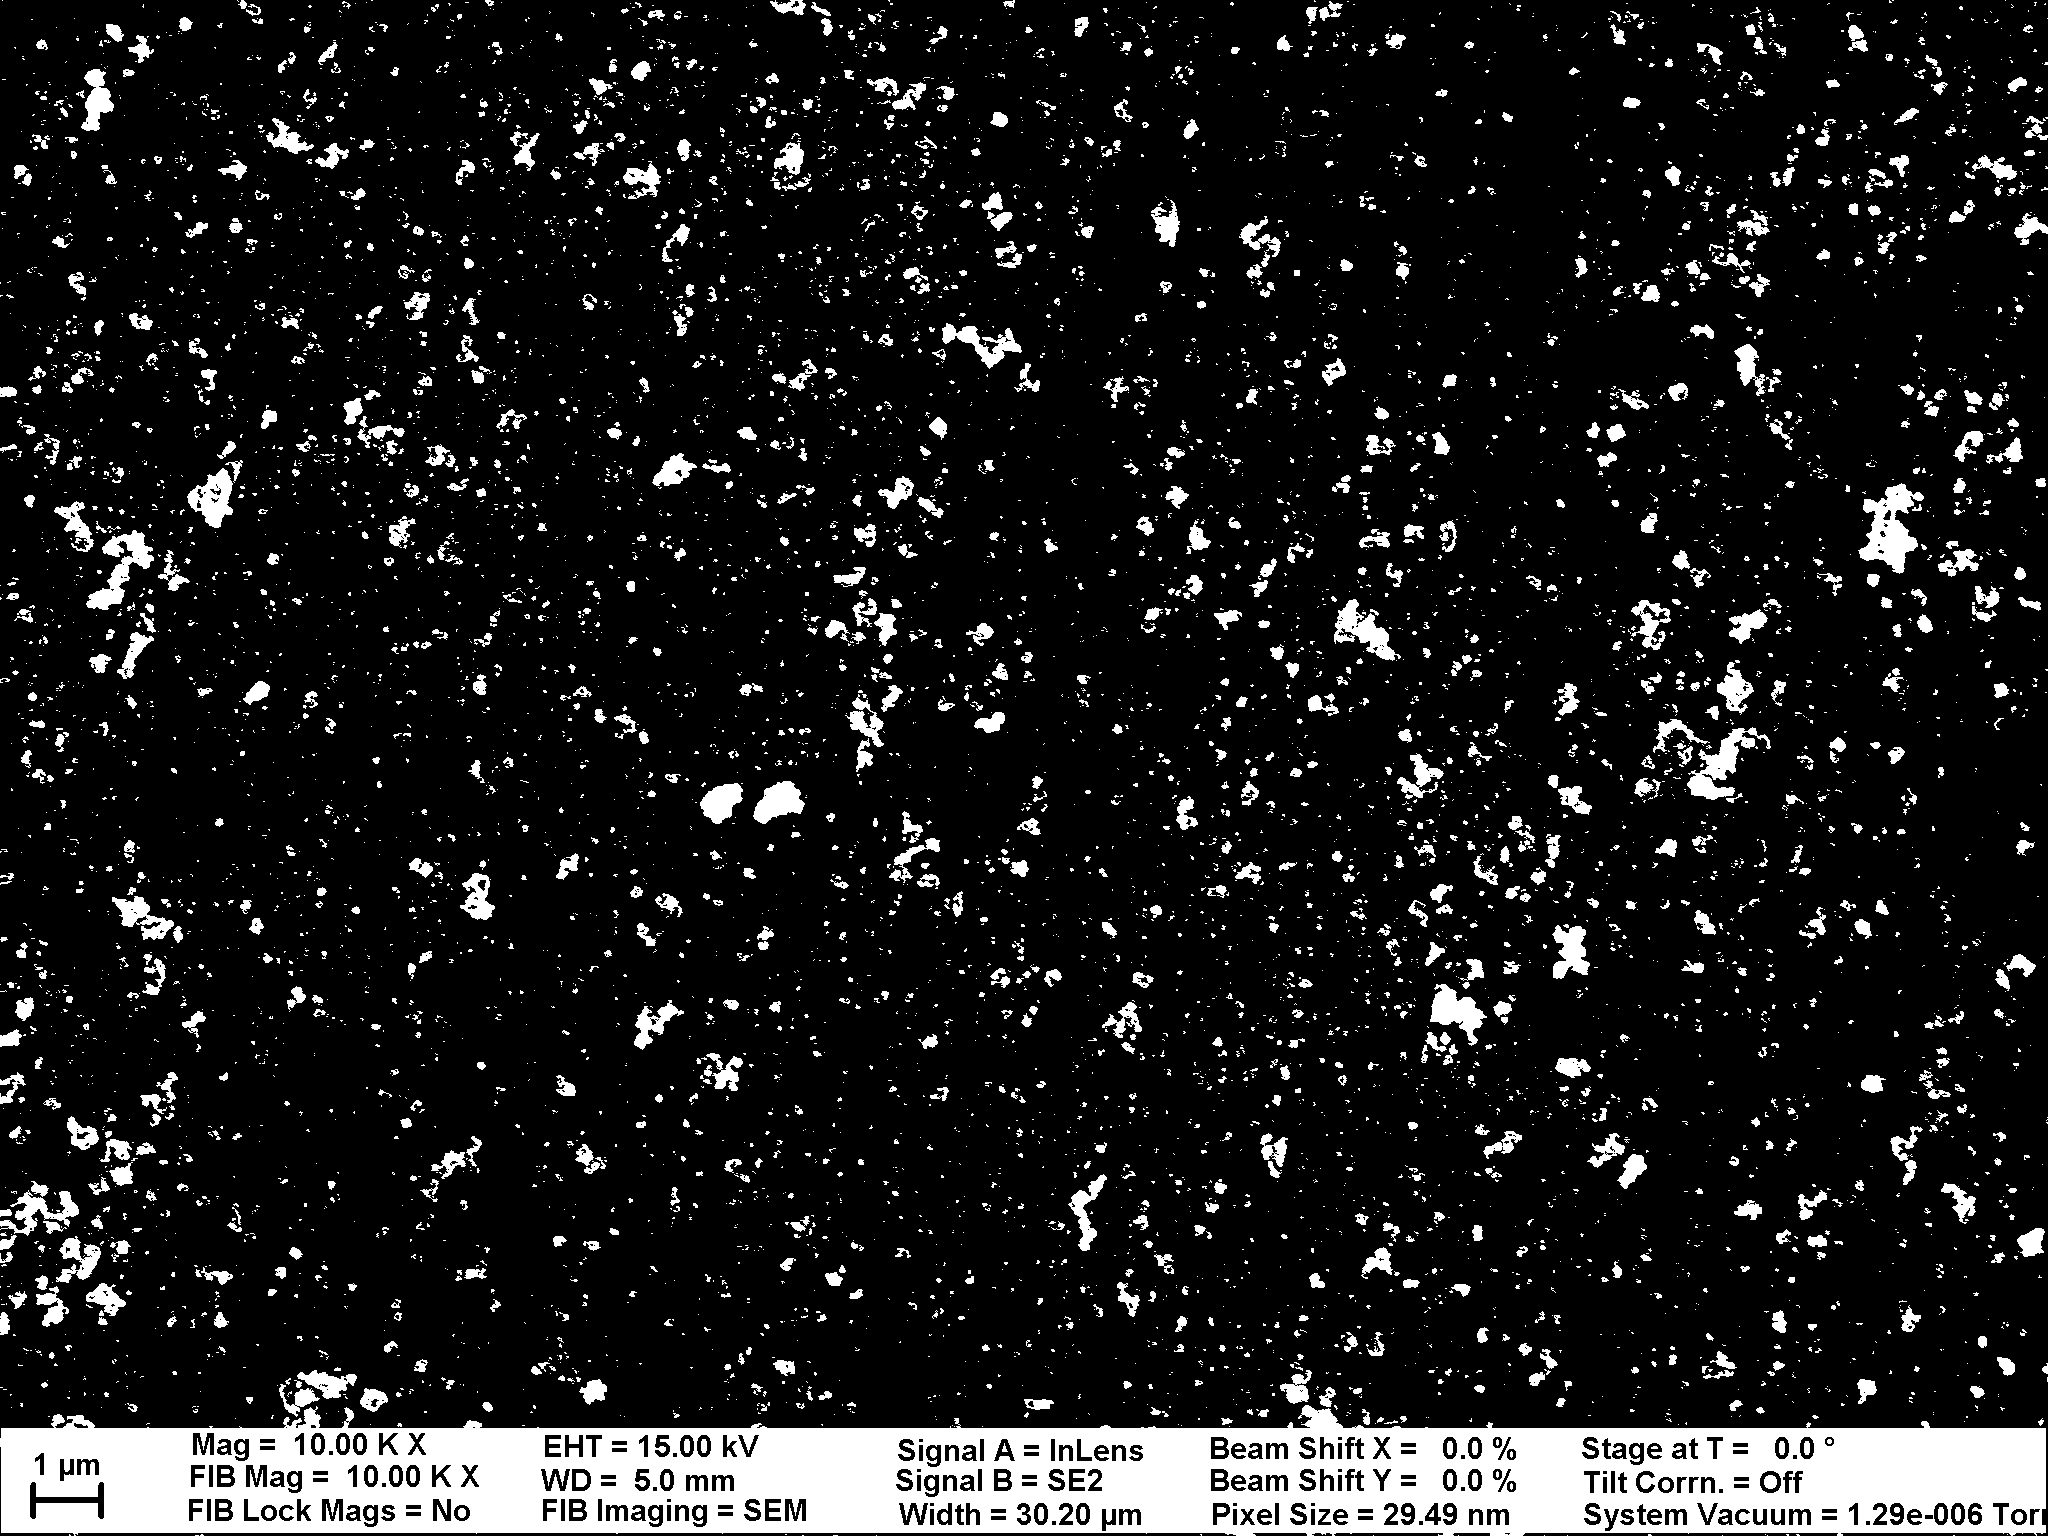 1 µm
Mag = 10.00 K X
FIB Mag = 10.00 K X
FIB Lock Mags = No
EHT = 15.00 kV
WD = 5.0 mm
FIB Imaging = SEM
Signal A = InLens
Signal B = SE2
Width = 30.20 µm
Beam Shift X = 0.0 %
Beam Shift Y = 0.0 %
Pixel Size = 29.49 nm
Stage at T = 0.0 °
Tilt Corrn. = Off
System Vacuum = 1.29e-006 Torr